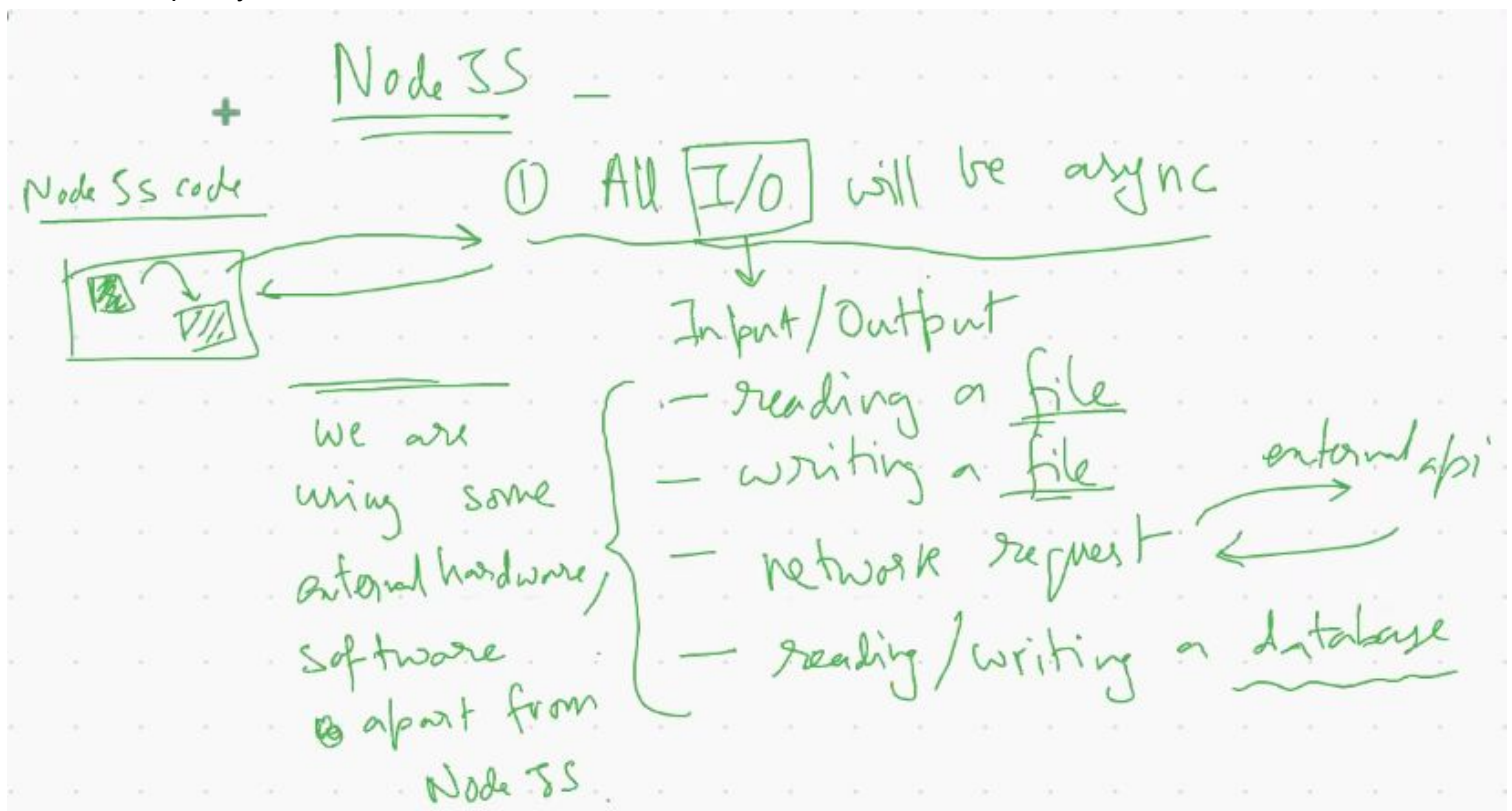 Node JS -
Node Js code
① All I/O will be async
Input/Output
- reading a file
- writing a file
- network request
external api
- reading/writing a database
we are
using some
external hardware,
software
apart from
Node JS.